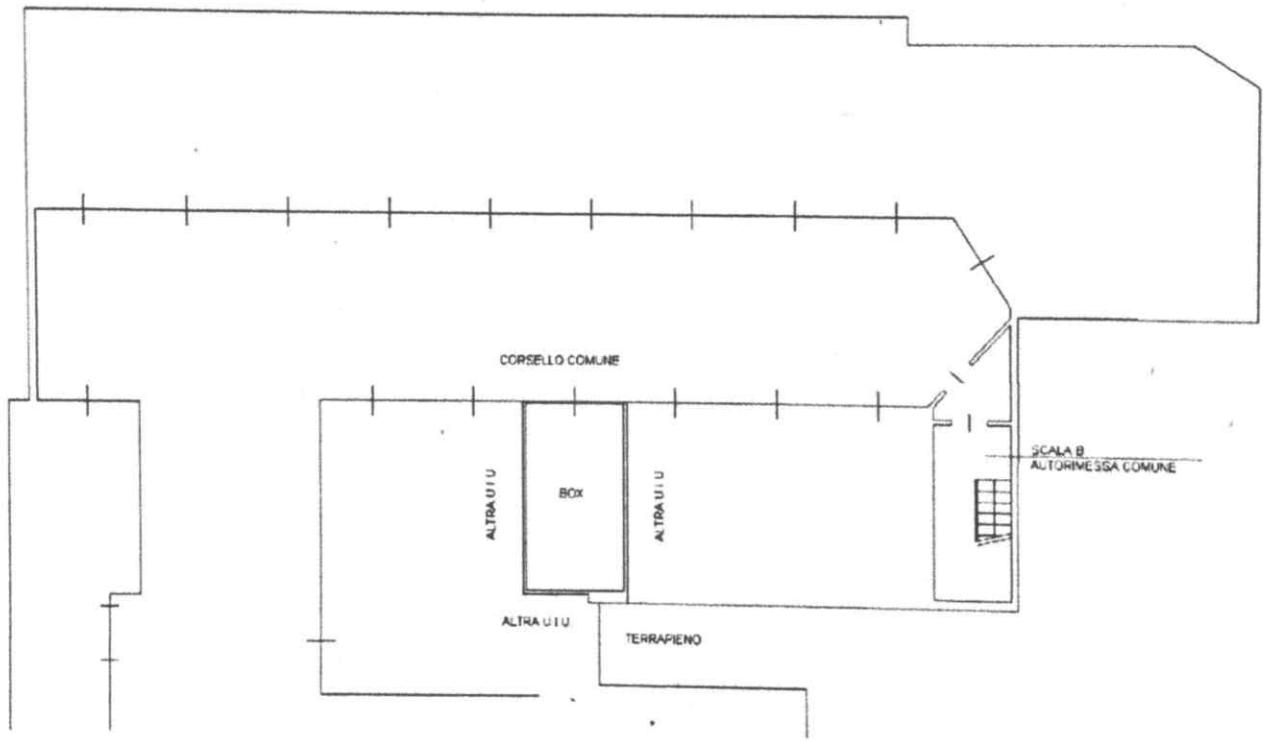 CORSELLO COMUNE
SCALA B
AUTORIMESSA COMUNE
ALTRA U I U
BOX
ALTRA U I U
ALTRA U I U
TERRAPIENO